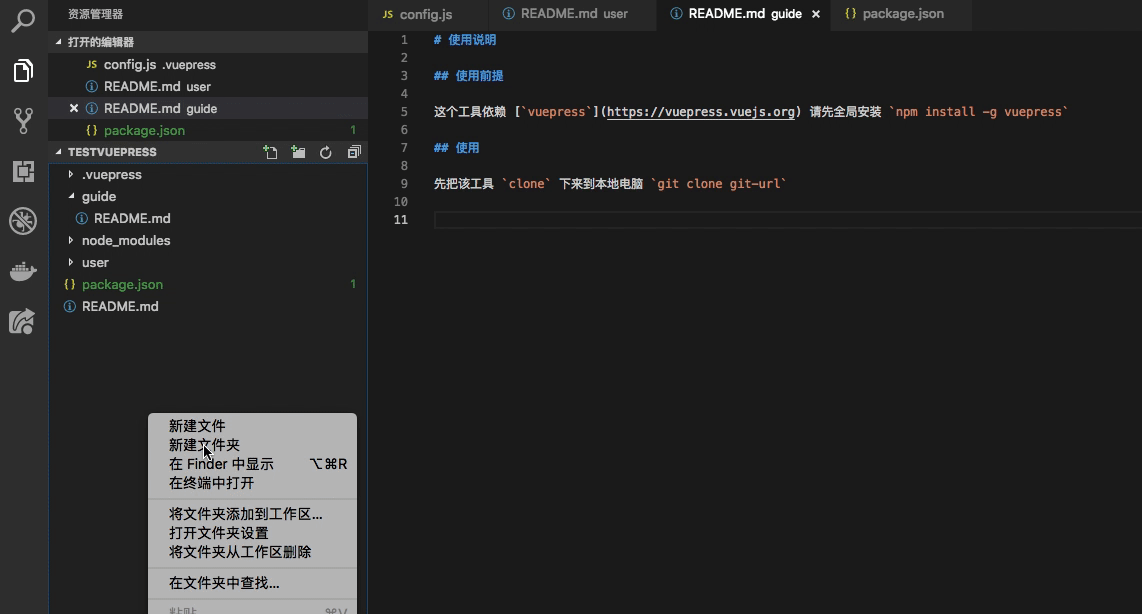 资源管理器
打开的编辑器
JS config.js .vuepress
README.md user
README.md guide
{} package.json 1
TESTVUEPRESS
.vuepress
guide
README.md
node_modules
user
{} package.json 1
README.md
JS config.js
README.md user
README.md guide
{} package.json
1 # 使用说明
2
3 ## 使用前提
4
5 这个工具依赖 [`vuepress`](https://vuepress.vuejs.org) 请先全局安装 `npm install -g vuepress`
6
7 ## 使用
8
9 先把该工具 `clone` 下来到本地电脑 `git clone git-url`
10
11
新建文件
新建文件夹
在 Finder 中显示 ⌥⌘R
在终端中打开
将文件夹添加到工作区...
打开文件夹设置
将文件夹从工作区删除
在文件夹中查找...
粘贴 ⌘V